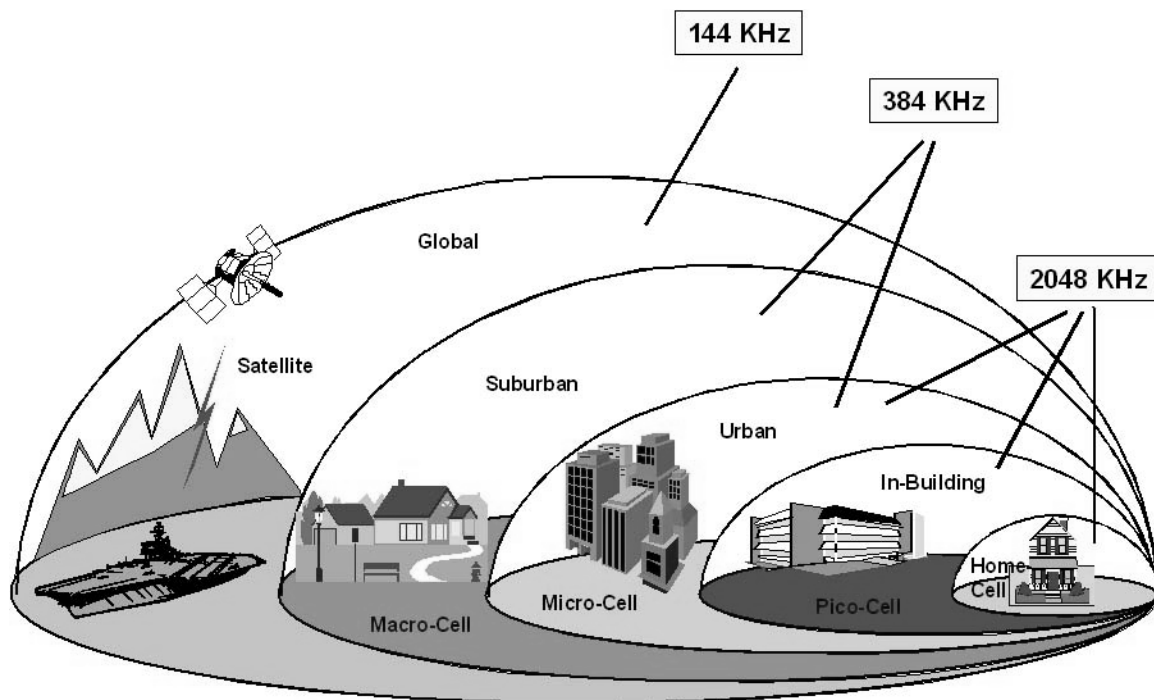 144 KHz
384 KHz
Global
2048 KHz
Satellite
Suburban
Urban
In-Building
Home-
Cell
Micro-Cell
Pico-Cell
Macro-Cell